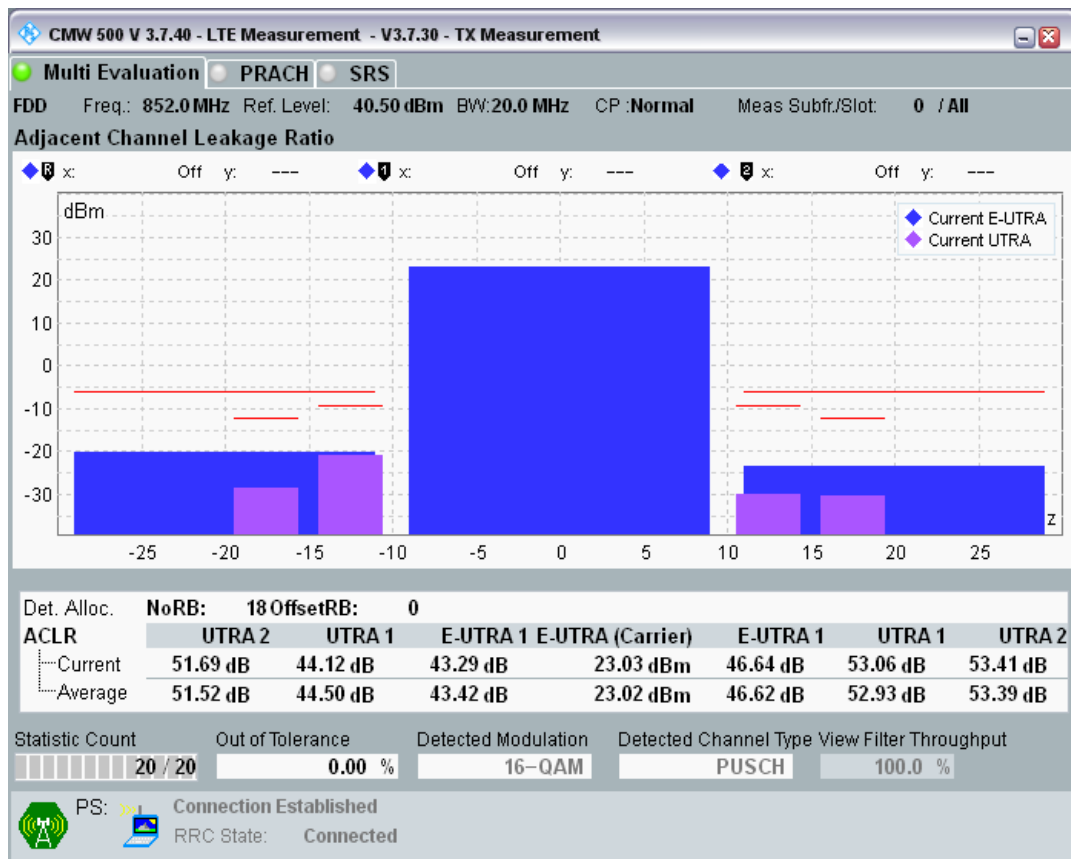 CMW 500 V 3.7.40 - LTE Measurement - V3.7.30 - TX Measurement
Multi Evaluation PRACH SRS
FDD Freq.: 852.0 MHz Ref. Level: 40.50 dBm BW:20.0 MHz CP :Normal Meas Subfr./Slot: 0 / All
Adjacent Channel Leakage Ratio
R x: Off y: --- 1 x: Off y: --- 2 x: Off y: ---
dBm
Current E-UTRA
Current UTRA
30
20
10
0
-10
-20
-30
z
-25 -20 -15 -10 -5 0 5 10 15 20 25
Det. Alloc. NoRB: 18 OffsetRB: 0
ACLR UTRA 2 UTRA 1 E-UTRA 1 E-UTRA (Carrier) E-UTRA 1 UTRA 1 UTRA 2
Current 51.69 dB 44.12 dB 43.29 dB 23.03 dBm 46.64 dB 53.06 dB 53.41 dB
Average 51.52 dB 44.50 dB 43.42 dB 23.02 dBm 46.62 dB 52.93 dB 53.39 dB
Statistic Count Out of Tolerance Detected Modulation Detected Channel Type View Filter Throughput
20 / 20 0.00 % 16-QAM PUSCH 100.0 %
PS: Connection Established
RRC State: Connected